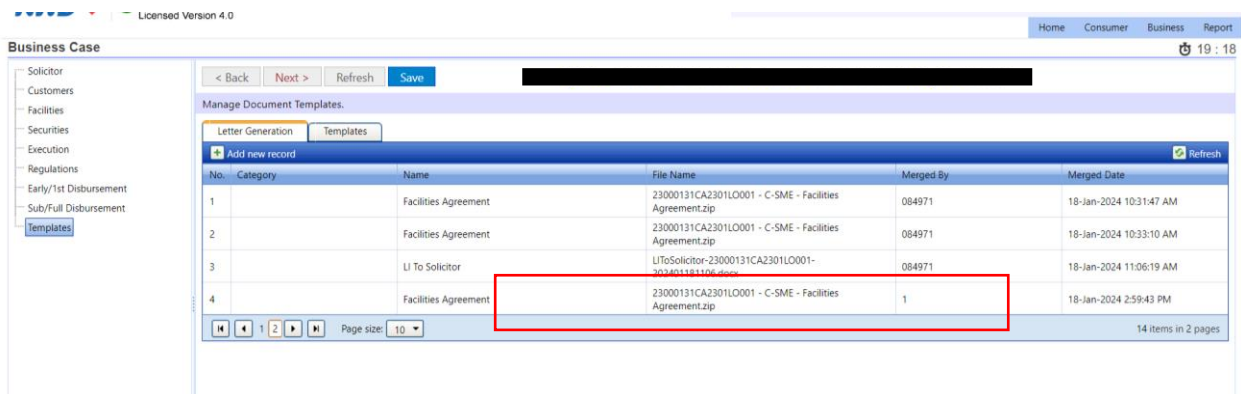 Licensed Version 4.0
Home Consumer Business Report
Business Case
19 : 18
Solicitor
Customers
Facilities
Securities
Execution
Regulations
Early/1st Disbursement
Sub/Full Disbursement
Templates
< Back Next > Refresh Save
Manage Document Templates.
Letter Generation Templates
Add new record Refresh
No. Category Name File Name Merged By Merged Date
1 Facilities Agreement 23000131CA2301LO001 - C-SME - Facilities Agreement.zip 084971 18-Jan-2024 10:31:47 AM
2 Facilities Agreement 23000131CA2301LO001 - C-SME - Facilities Agreement.zip 084971 18-Jan-2024 10:33:10 AM
3 LI To Solicitor LIToSolicitor-23000131CA2301LO001-202401181106.docx 084971 18-Jan-2024 11:06:19 AM
4 Facilities Agreement 23000131CA2301LO001 - C-SME - Facilities Agreement.zip 1 18-Jan-2024 2:59:43 PM
1 2 Page size: 10 14 items in 2 pages